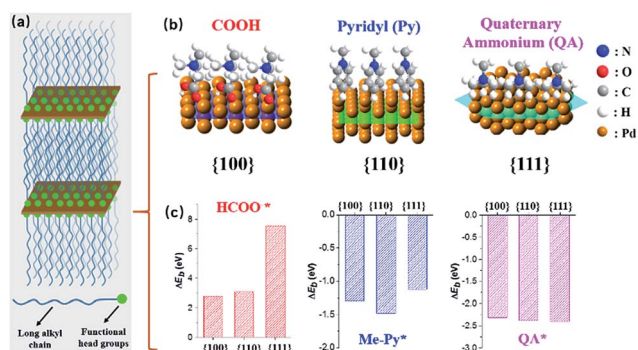 (a)
Long alkyl
chain
Functional
head groups
(b)
COOH
Pyridyl (Py)
Quaternary
Ammonium (QA)
: N
: O
: C
: H
: Pd
{100}
{110}
{111}
(c)
HCOO *
ΔEb (eV)
8
6
4
2
0
{100}
{110}
{111}
{100}
{110}
{111}
ΔEb (eV)
0.0
-0.5
-1.0
-1.5
-2.0
Me-Py*
{100}
{110}
{111}
ΔEb (eV)
0.0
-0.5
-1.0
-1.5
-2.0
-2.5
-3.0
QA*